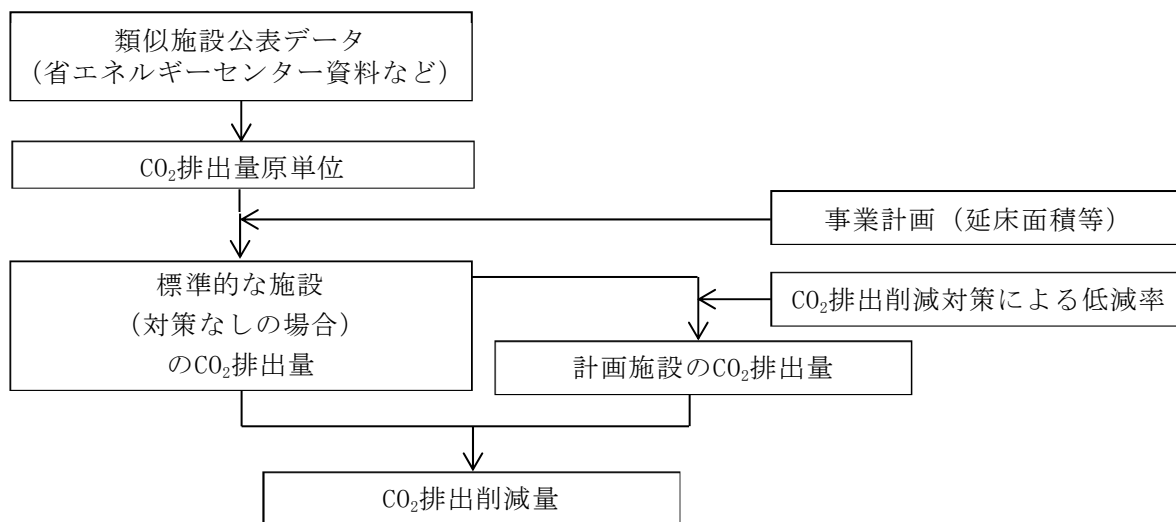 類似施設公表データ
（省エネルギーセンター資料など）
CO₂排出量原単位
事業計画（延床面積等）
標準的な施設
（対策なしの場合）
のCO₂排出量
CO₂排出削減対策による低減率
計画施設のCO₂排出量
CO₂排出削減量